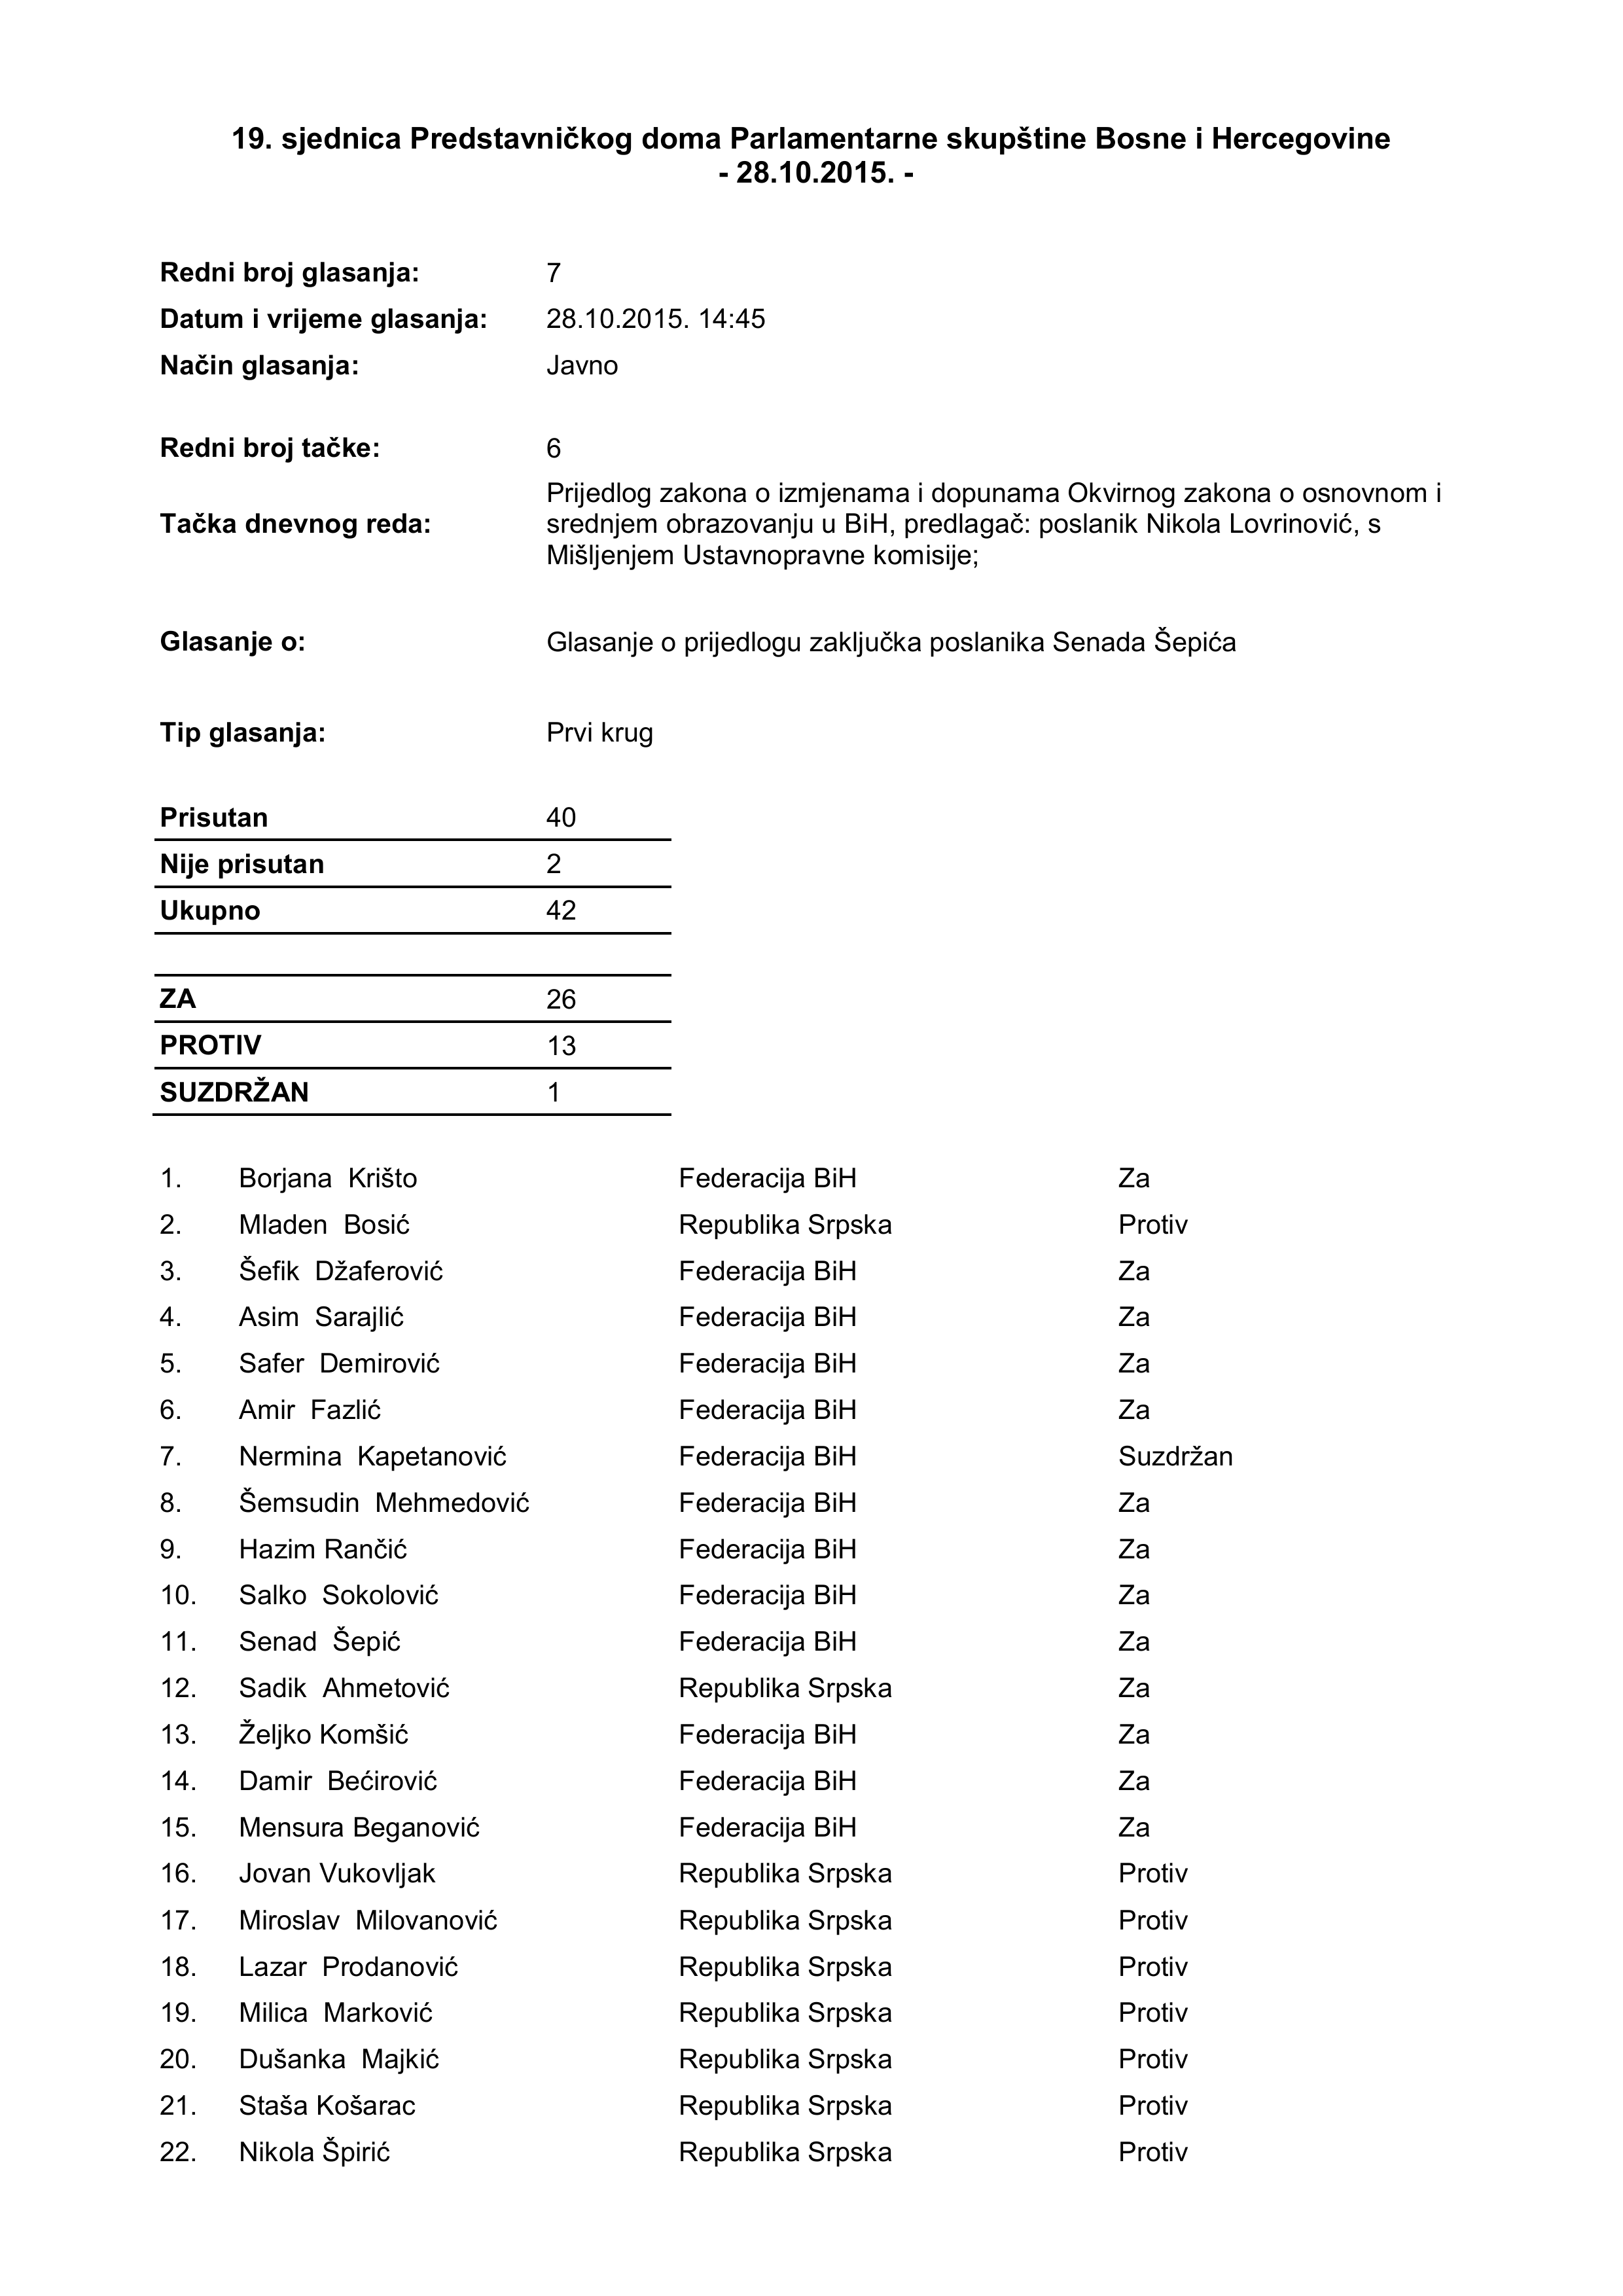 19. sjednica Predstavničkog doma Parlamentarne skupštine Bosne i Hercegovine
- 28.10.2015. -
Redni broj glasanja: 7
Datum i vrijeme glasanja: 28.10.2015. 14:45
Način glasanja: Javno
Redni broj tačke: 6
Tačka dnevnog reda: Prijedlog zakona o izmjenama i dopunama Okvirnog zakona o osnovnom i
srednjem obrazovanju u BiH, predlagač: poslanik Nikola Lovrinović, s
Mišljenjem Ustavnopravne komisije;
Glasanje o: Glasanje o prijedlogu zaključka poslanika Senada Šepića
Tip glasanja: Prvi krug
Prisutan 40
Nije prisutan 2
Ukupno 42
ZA 26
PROTIV 13
SUZDRŽAN 1
1. Borjana Krišto Federacija BiH Za
2. Mladen Bosić Republika Srpska Protiv
3. Šefik Džaferović Federacija BiH Za
4. Asim Sarajlić Federacija BiH Za
5. Safer Demirović Federacija BiH Za
6. Amir Fazlić Federacija BiH Za
7. Nermina Kapetanović Federacija BiH Suzdržan
8. Šemsudin Mehmedović Federacija BiH Za
9. Hazim Rančić Federacija BiH Za
10. Salko Sokolović Federacija BiH Za
11. Senad Šepić Federacija BiH Za
12. Sadik Ahmetović Republika Srpska Za
13. Željko Komšić Federacija BiH Za
14. Damir Bećirović Federacija BiH Za
15. Mensura Beganović Federacija BiH Za
16. Jovan Vukovljak Republika Srpska Protiv
17. Miroslav Milovanović Republika Srpska Protiv
18. Lazar Prodanović Republika Srpska Protiv
19. Milica Marković Republika Srpska Protiv
20. Dušanka Majkić Republika Srpska Protiv
21. Staša Košarac Republika Srpska Protiv
22. Nikola Špirić Republika Srpska Protiv